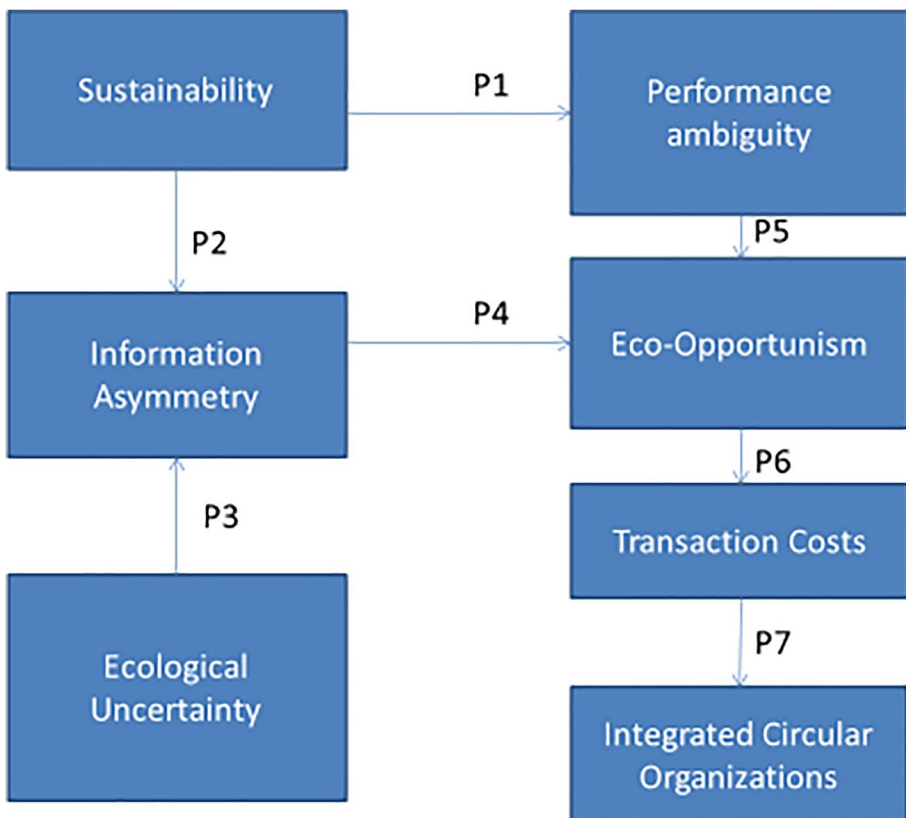 Sustainability
P1
Performance
ambiguity
P2
P5
Information
Asymmetry
P4
Eco-Opportunism
P3
P6
Transaction Costs
Ecological
Uncertainty
P7
Integrated Circular
Organizations